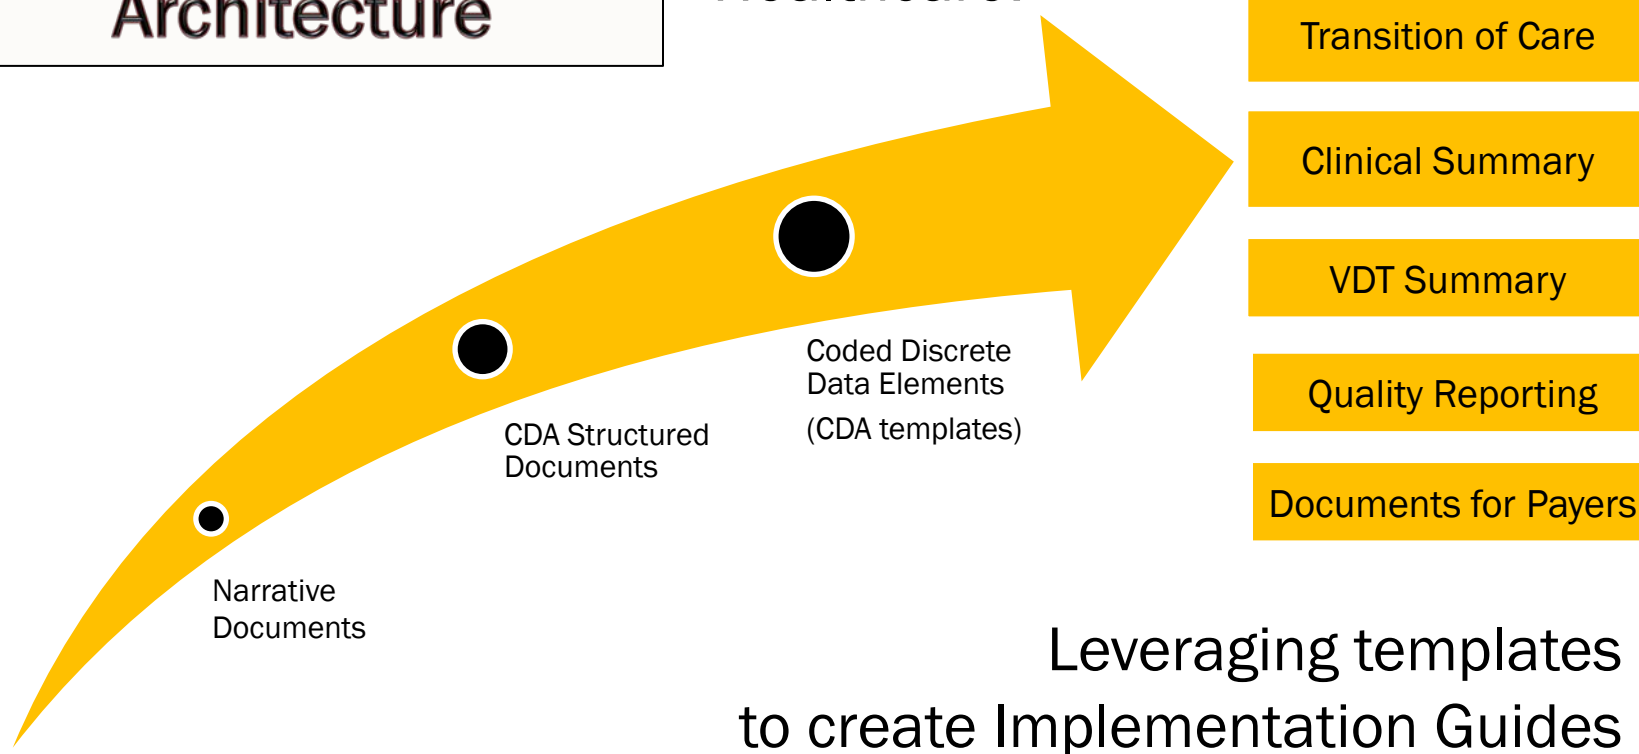 Architecture
Transition of Care
Clinical Summary
VDT Summary
Quality Reporting
Documents for Payers
Coded Discrete
Data Elements
(CDA templates)
CDA Structured
Documents
Narrative
Documents
Leveraging templates
to create Implementation Guides